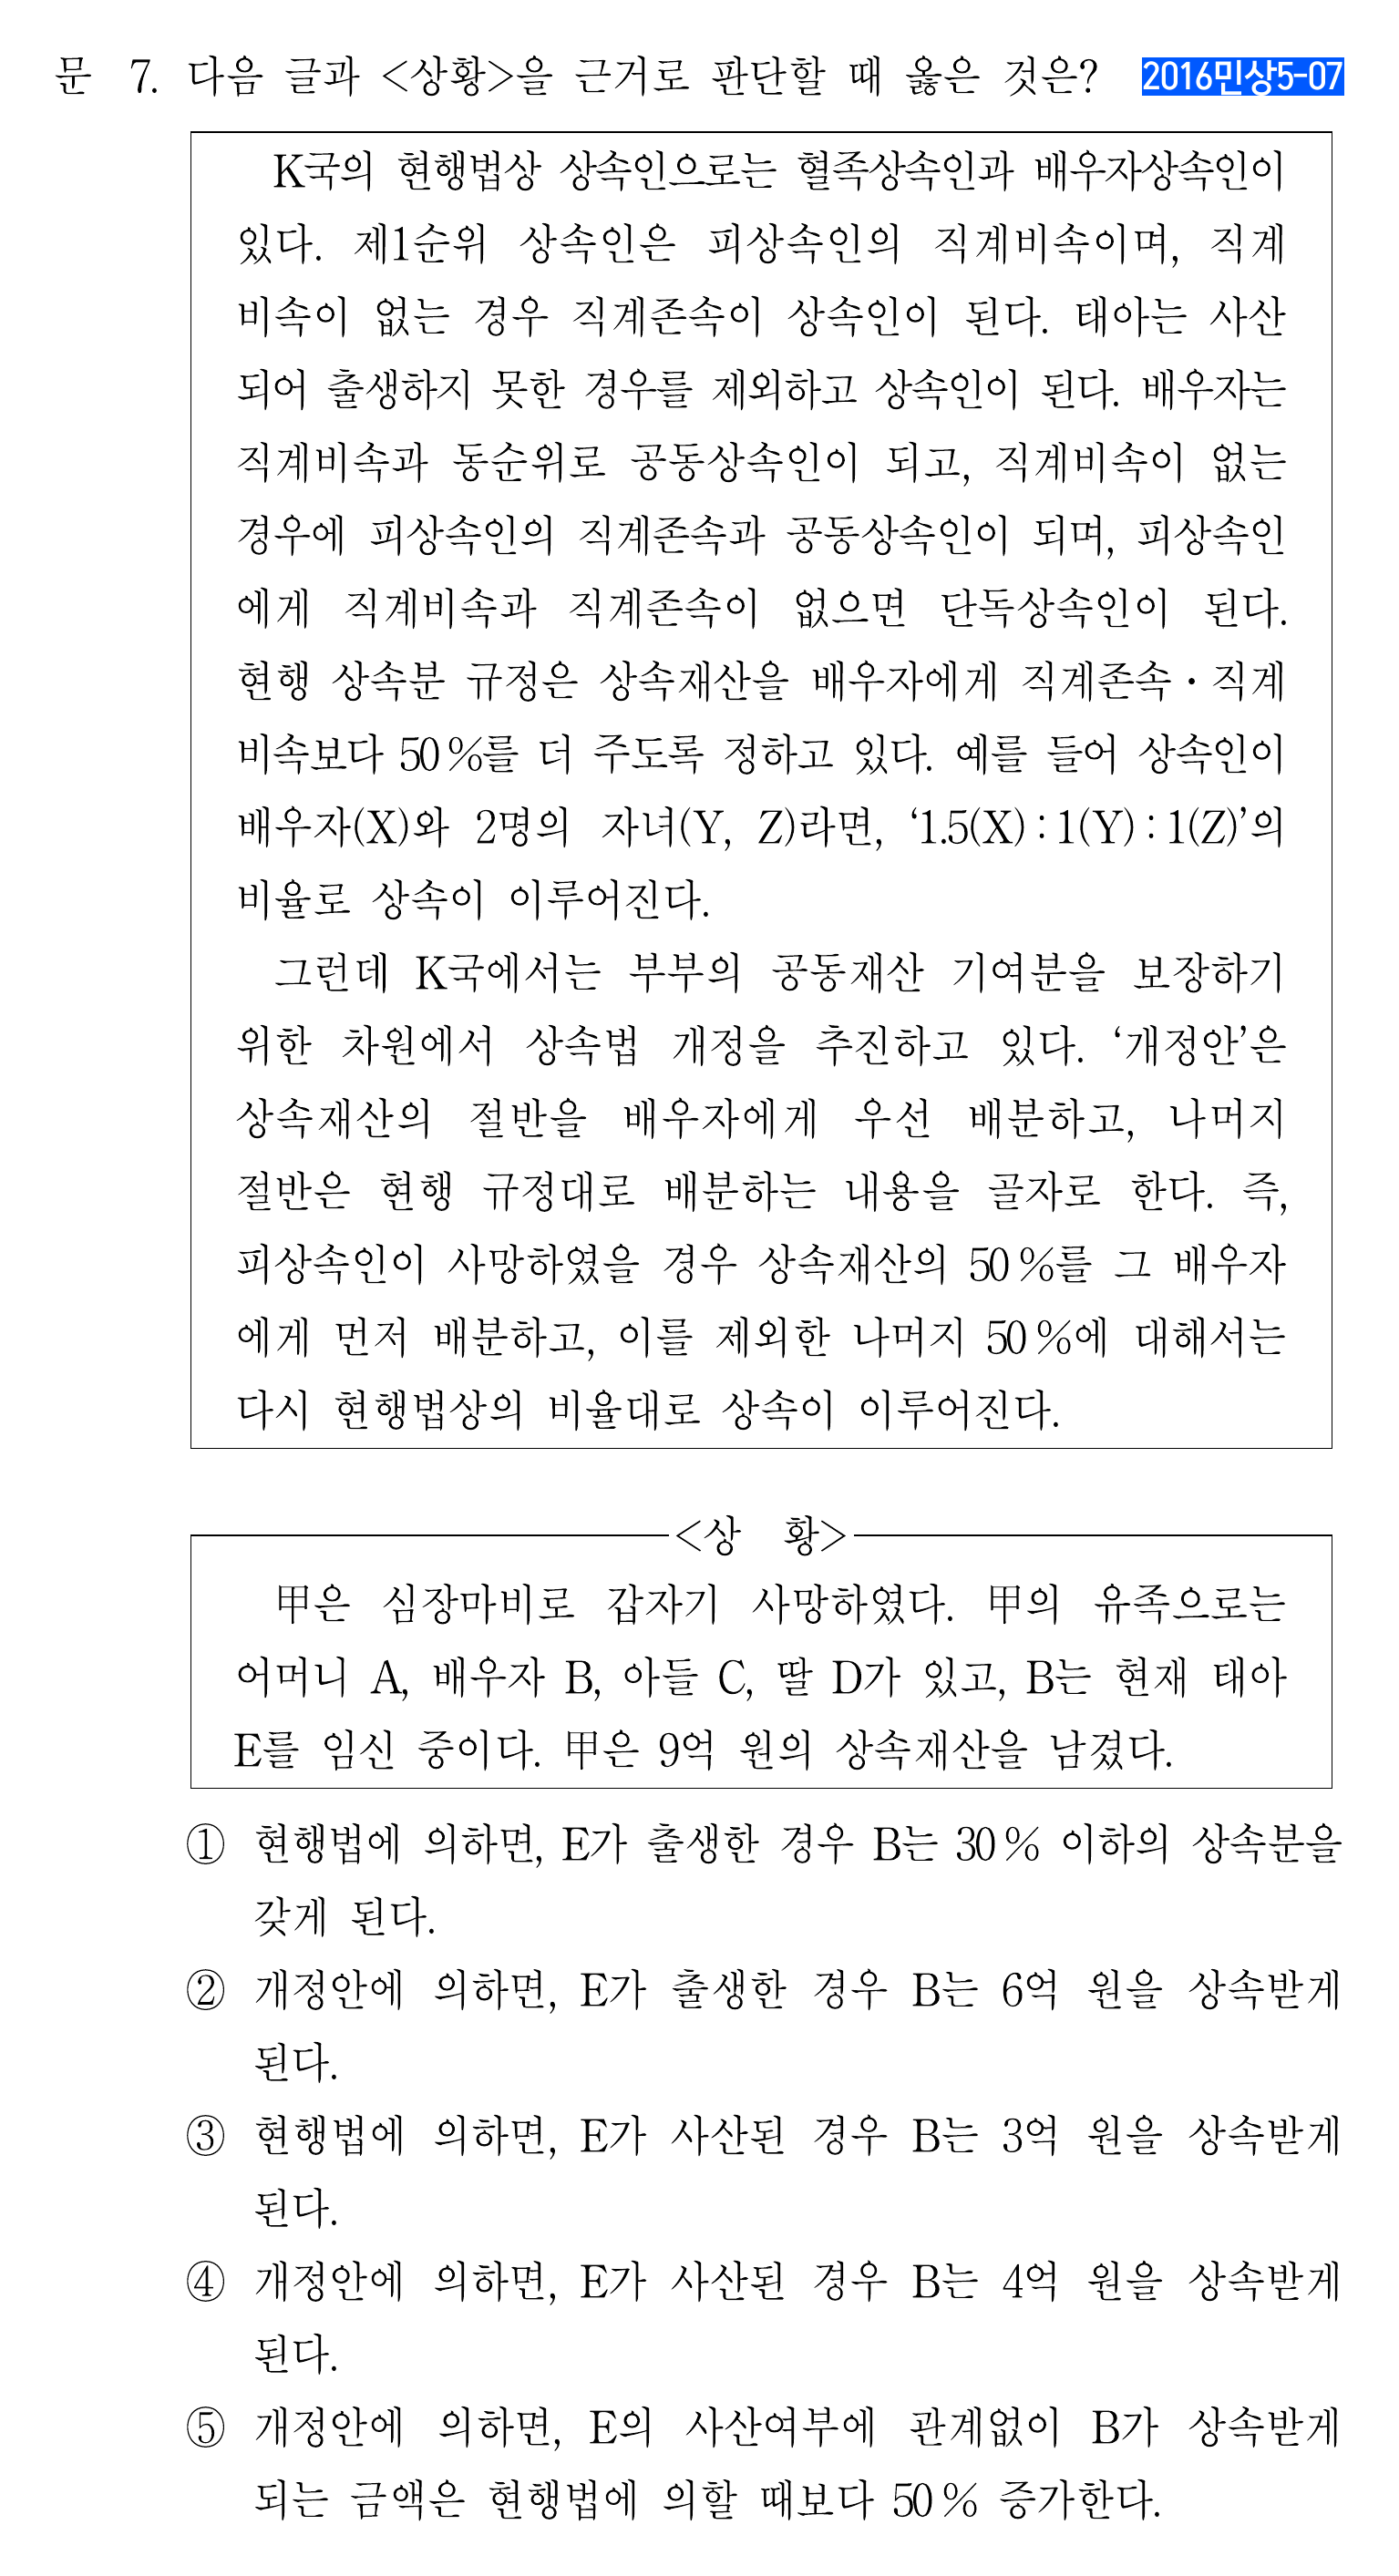 문 7. 다음 글과 <상황>을 근거로 판단할 때 옳은 것은? 2016민상5-07
K국의 현행법상 상속인으로는 혈족상속인과 배우자상속인이
있다. 제1순위 상속인은 피상속인의 직계비속이며, 직계
비속이 없는 경우 직계존속이 상속인이 된다. 태아는 사산
되어 출생하지 못한 경우를 제외하고 상속인이 된다. 배우자는
직계비속과 동순위로 공동상속인이 되고, 직계비속이 없는
경우에 피상속인의 직계존속과 공동상속인이 되며, 피상속인
에게 직계비속과 직계존속이 없으면 단독상속인이 된다.
현행 상속분 규정은 상속재산을 배우자에게 직계존속・직계
비속보다 50 %를 더 주도록 정하고 있다. 예를 들어 상속인이
배우자(X)와 2명의 자녀(Y, Z)라면, ‘1.5(X) : 1(Y) : 1(Z)’의
비율로 상속이 이루어진다.
그런데 K국에서는 부부의 공동재산 기여분을 보장하기
위한 차원에서 상속법 개정을 추진하고 있다. ‘개정안’은
상속재산의 절반을 배우자에게 우선 배분하고, 나머지
절반은 현행 규정대로 배분하는 내용을 골자로 한다. 즉,
피상속인이 사망하였을 경우 상속재산의 50 %를 그 배우자
에게 먼저 배분하고, 이를 제외한 나머지 50 %에 대해서는
다시 현행법상의 비율대로 상속이 이루어진다.
<상 황>
甲은 심장마비로 갑자기 사망하였다. 甲의 유족으로는
어머니 A, 배우자 B, 아들 C, 딸 D가 있고, B는 현재 태아
E를 임신 중이다. 甲은 9억 원의 상속재산을 남겼다.
① 현행법에 의하면, E가 출생한 경우 B는 30 % 이하의 상속분을
갖게 된다.
② 개정안에 의하면, E가 출생한 경우 B는 6억 원을 상속받게
된다.
③ 현행법에 의하면, E가 사산된 경우 B는 3억 원을 상속받게
된다.
④ 개정안에 의하면, E가 사산된 경우 B는 4억 원을 상속받게
된다.
⑤ 개정안에 의하면, E의 사산여부에 관계없이 B가 상속받게
되는 금액은 현행법에 의할 때보다 50 % 증가한다.